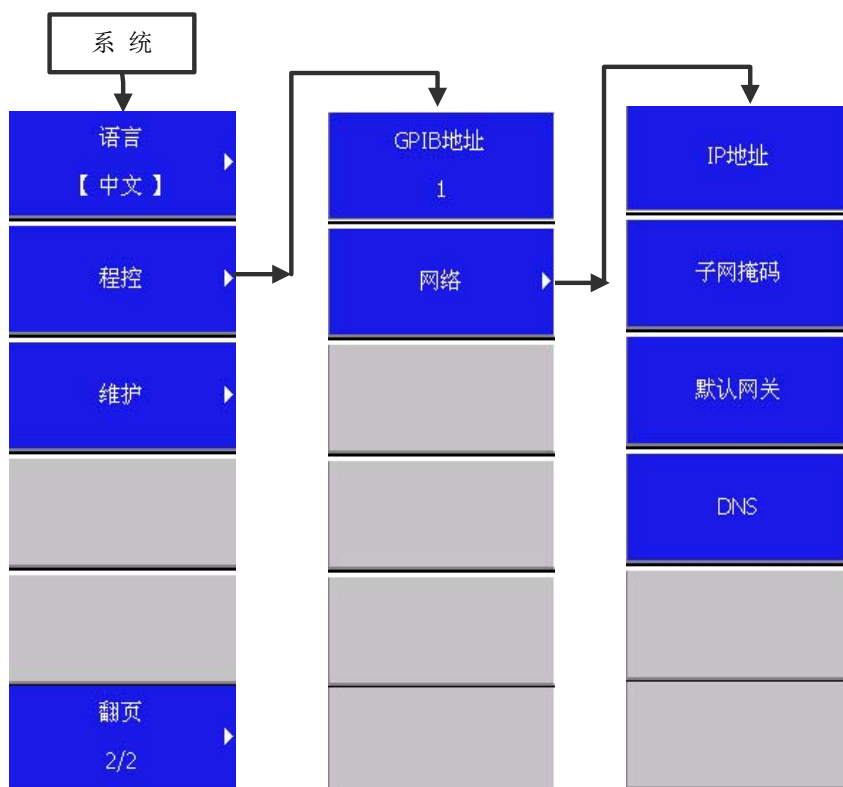 系 统
语言
【 中文 】
程控
维护
翻页
2/2
GPIB地址
1
网络
IP地址
子网掩码
默认网关
DNS